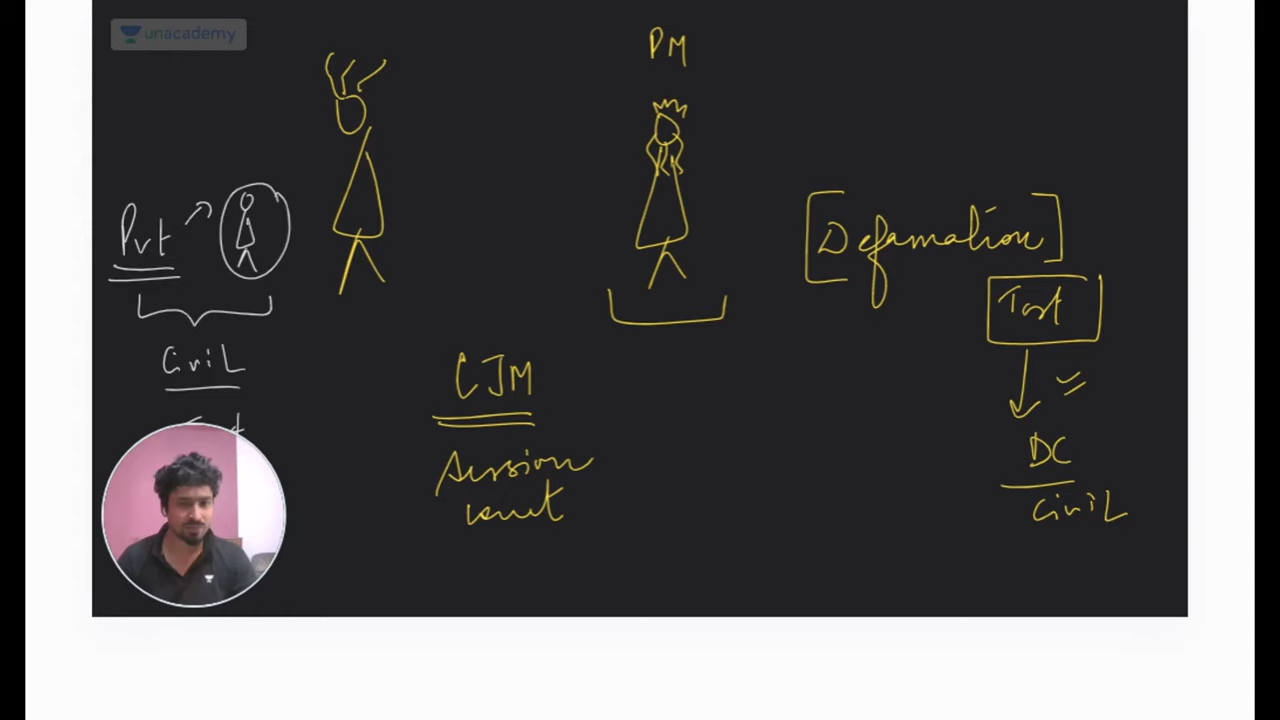 unacademy
PM
Pvt
[Defamation]
Tort
Civil
CJM
Session
Court
DC
Civil